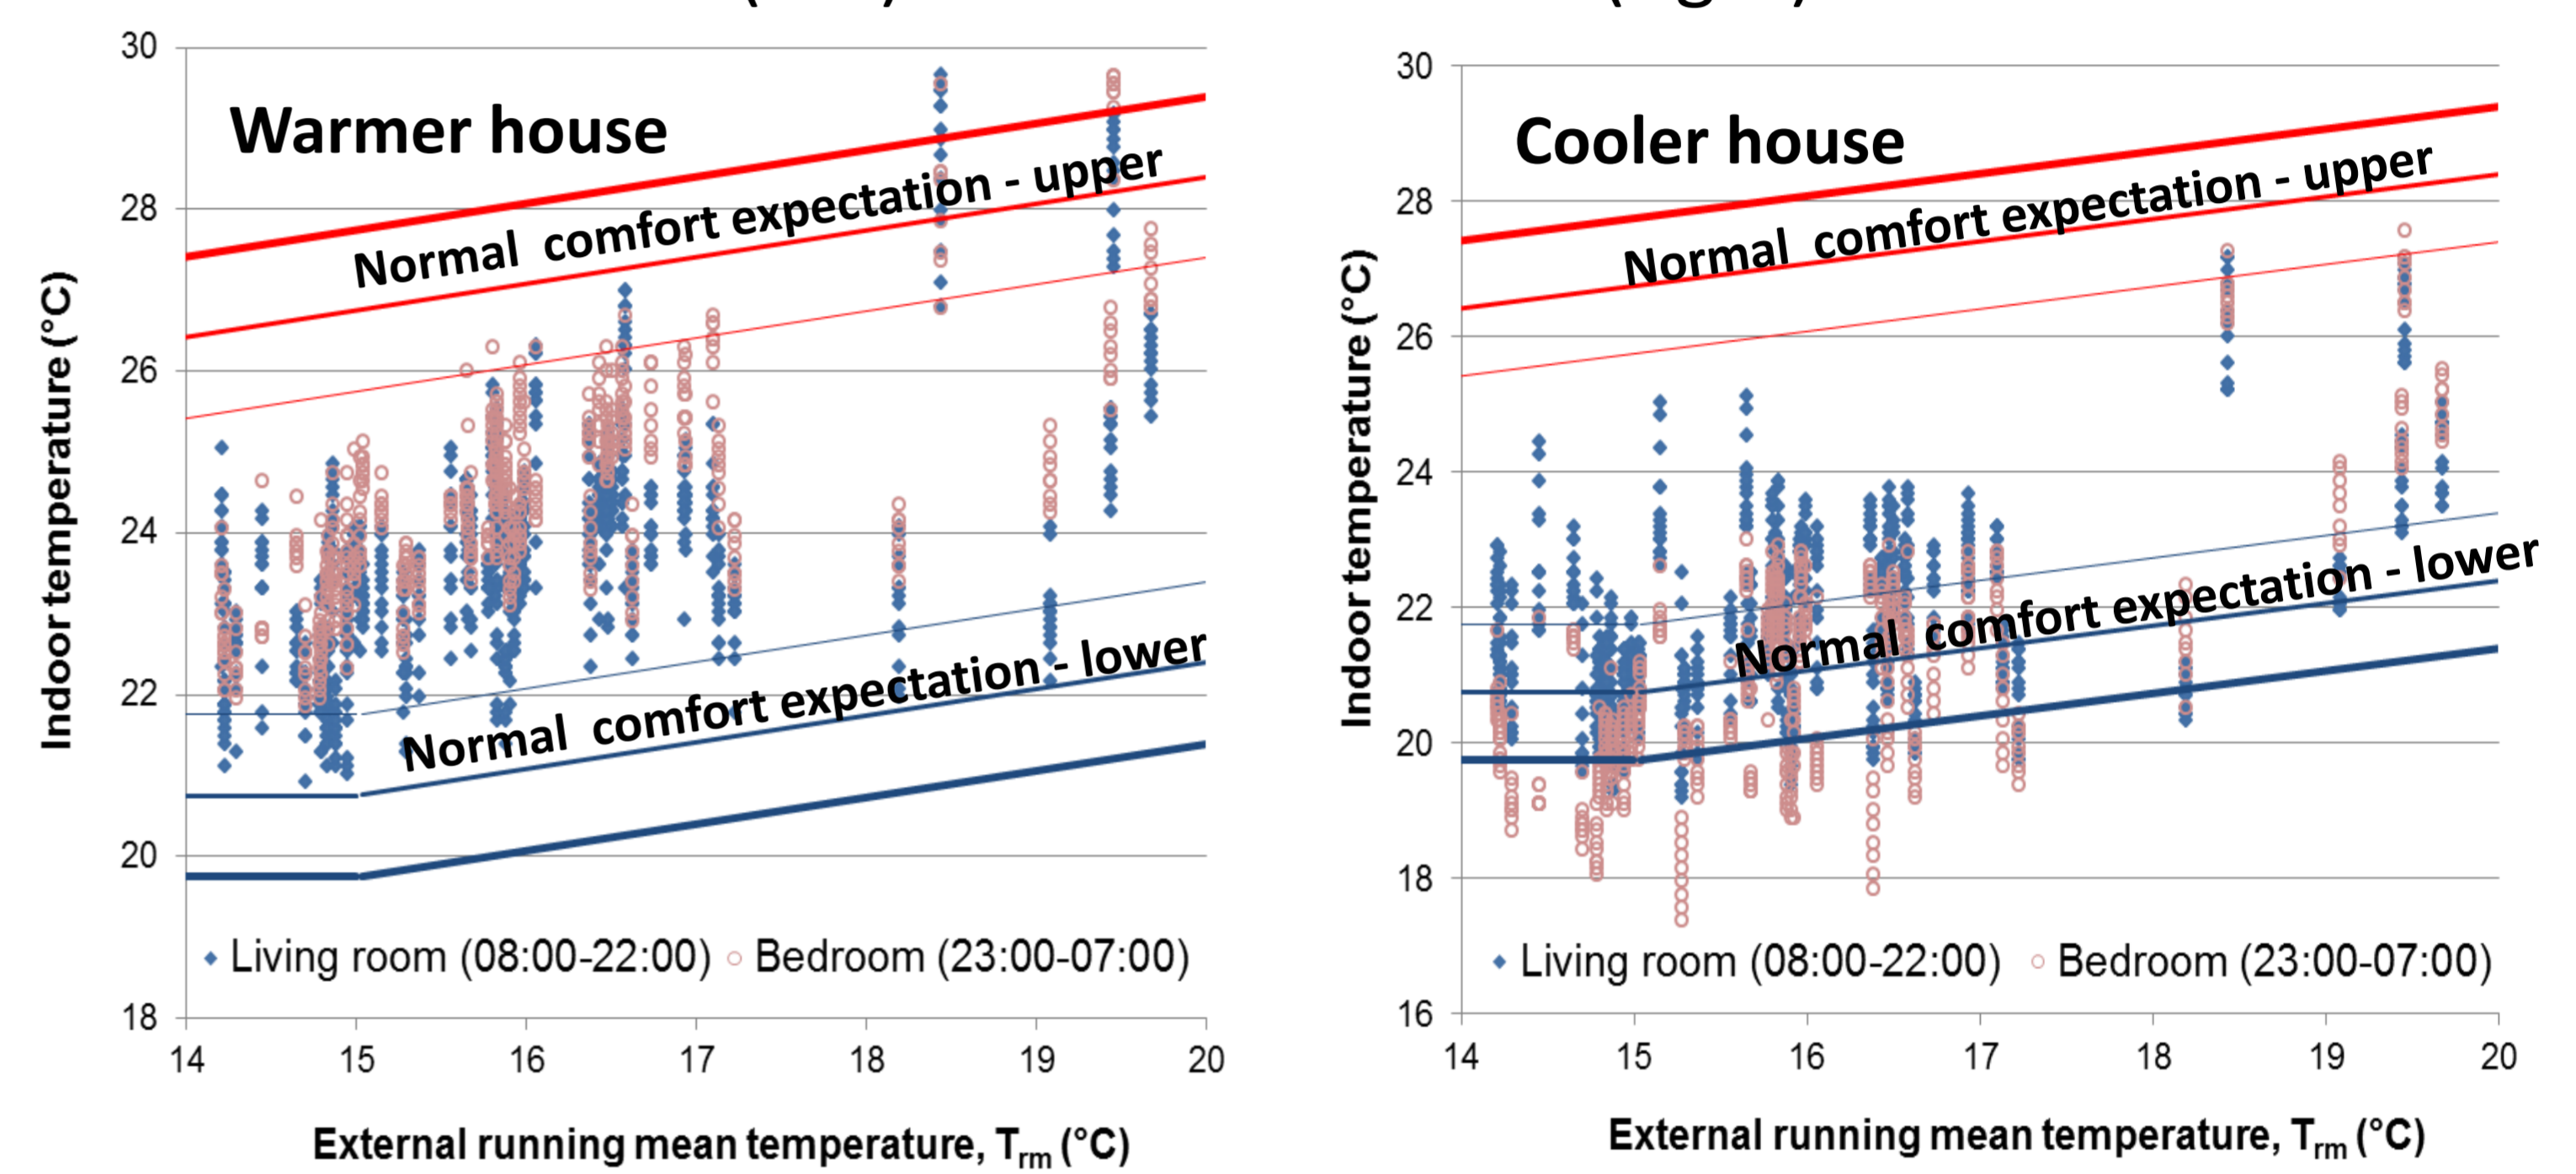 Warmer house
Normal comfort expectation - upper
Normal comfort expectation - lower
Indoor temperature (°C)
30
28
26
24
22
20
18
Living room (08:00-22:00) Bedroom (23:00-07:00)
14 15 16 17 18 19 20
External running mean temperature, Trm (°C)
Cooler house
Normal comfort expectation - upper
Normal comfort expectation - lower
Indoor temperature (°C)
30
28
26
24
22
20
18
16
Living room (08:00-22:00) Bedroom (23:00-07:00)
14 15 16 17 18 19 20
External running mean temperature, Trm (°C)